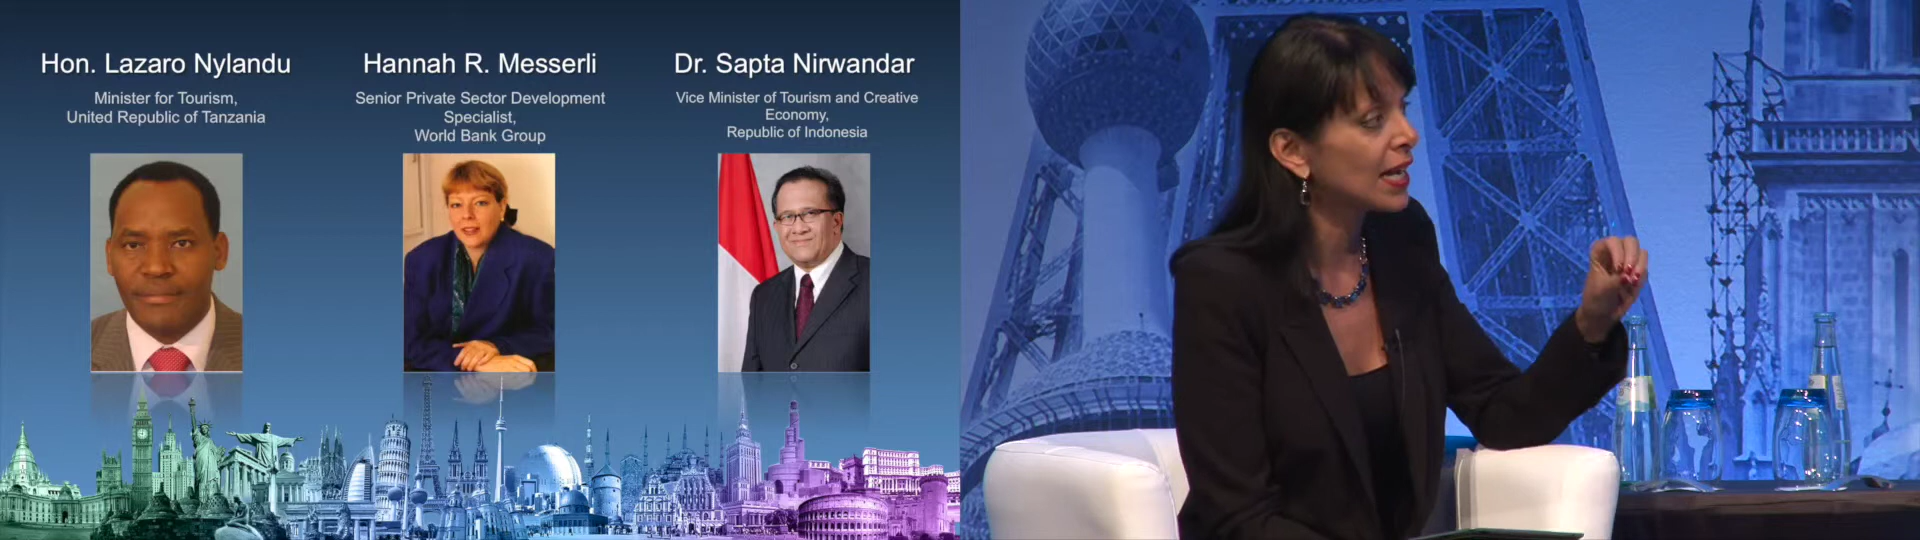 Hon. Lazaro Nylandu
Minister for Tourism,
United Republic of Tanzania
Hannah R. Messerli
Senior Private Sector Development
Specialist,
World Bank Group
Dr. Sapta Nirwandar
Vice Minister of Tourism and Creative
Economy,
Republic of Indonesia